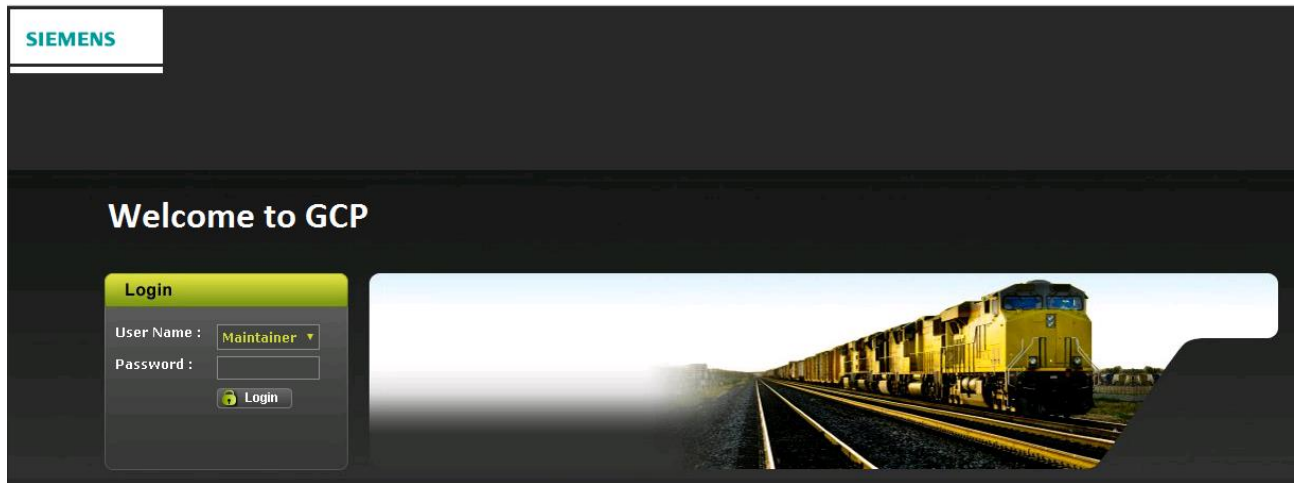 SIEMENS
Welcome to GCP
Login
User Name :
Maintainer
Password :
Login